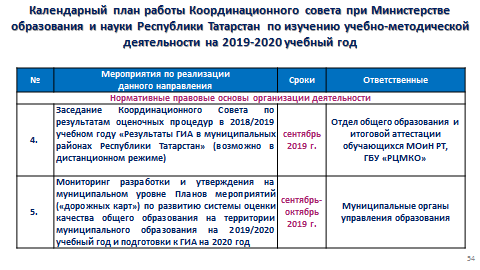 Календарный план работы Координационного совета при Министерстве
образования и науки Республики Татарстан по изучению учебно-методической
деятельности на 2019-2020 учебный год
№
Мероприятия по реализации
данного направления
Сроки
Ответственные
Нормативные правовые основы организации деятельности
4.
Заседание Координационного Совета по
результатам оценочных процедур в 2018/2019
учебном году «Результаты ГИА в муниципальных
районах Республики Татарстан» (возможно в
дистанционном режиме)
сентябрь
2019 г.
Отдел общего образования и
итоговой аттестации
обучающихся МОиН РТ,
ГБУ «РЦМКО»
5.
Мониторинг разработки и утверждения на
муниципальном уровне Планов мероприятий
(«дорожных карт») по развитию системы оценки
качества общего образования на территории
муниципального образования на 2019/2020
учебный год и подготовки к ГИА на 2020 год
сентябрь-
октябрь
2019 г.
Муниципальные органы
управления образования
54